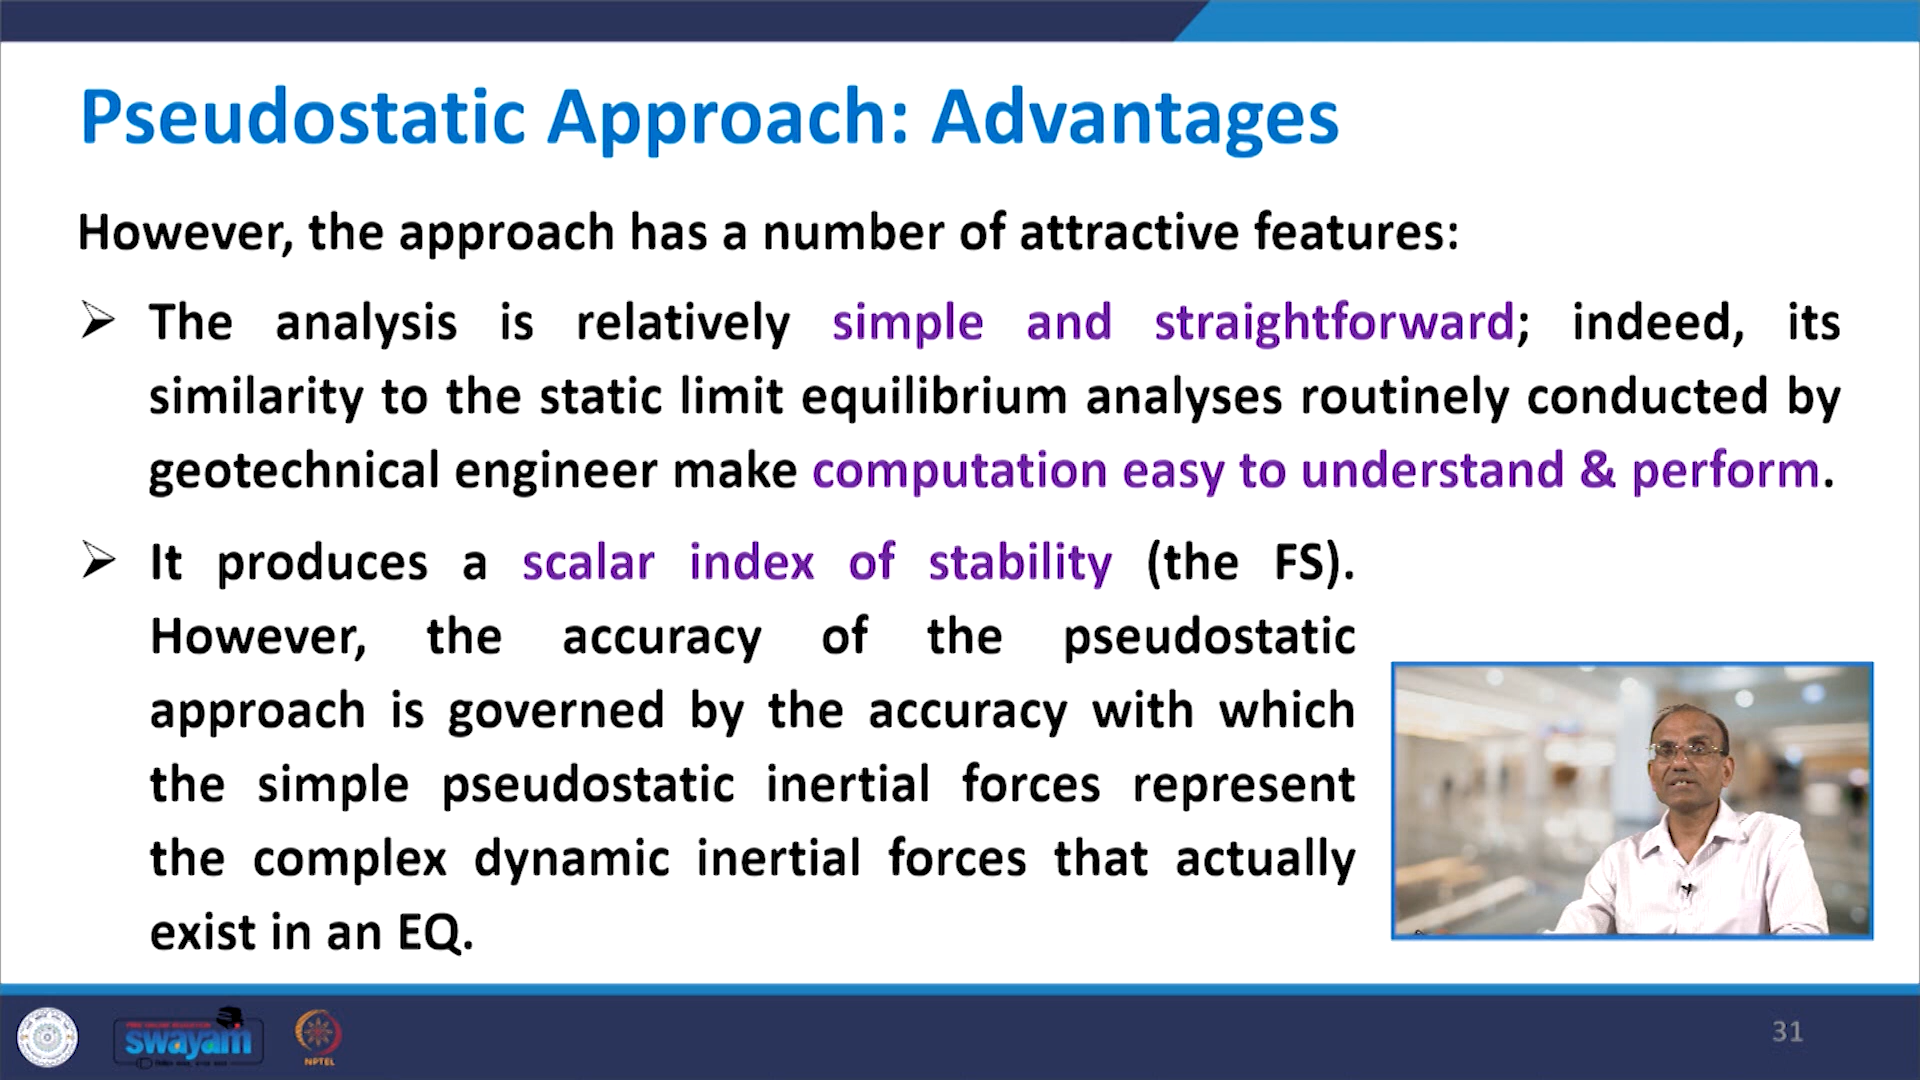 Pseudostatic Approach: Advantages
However, the approach has a number of attractive features:
The analysis is relatively simple and straightforward; indeed, its
similarity to the static limit equilibrium analyses routinely conducted by
geotechnical engineer make computation easy to understand & perform.
It produces a scalar index of stability (the FS).
However, the accuracy of the pseudostatic
approach is governed by the accuracy with which
the simple pseudostatic inertial forces represent
the complex dynamic inertial forces that actually
exist in an EQ.
swayam
NPTEL
31